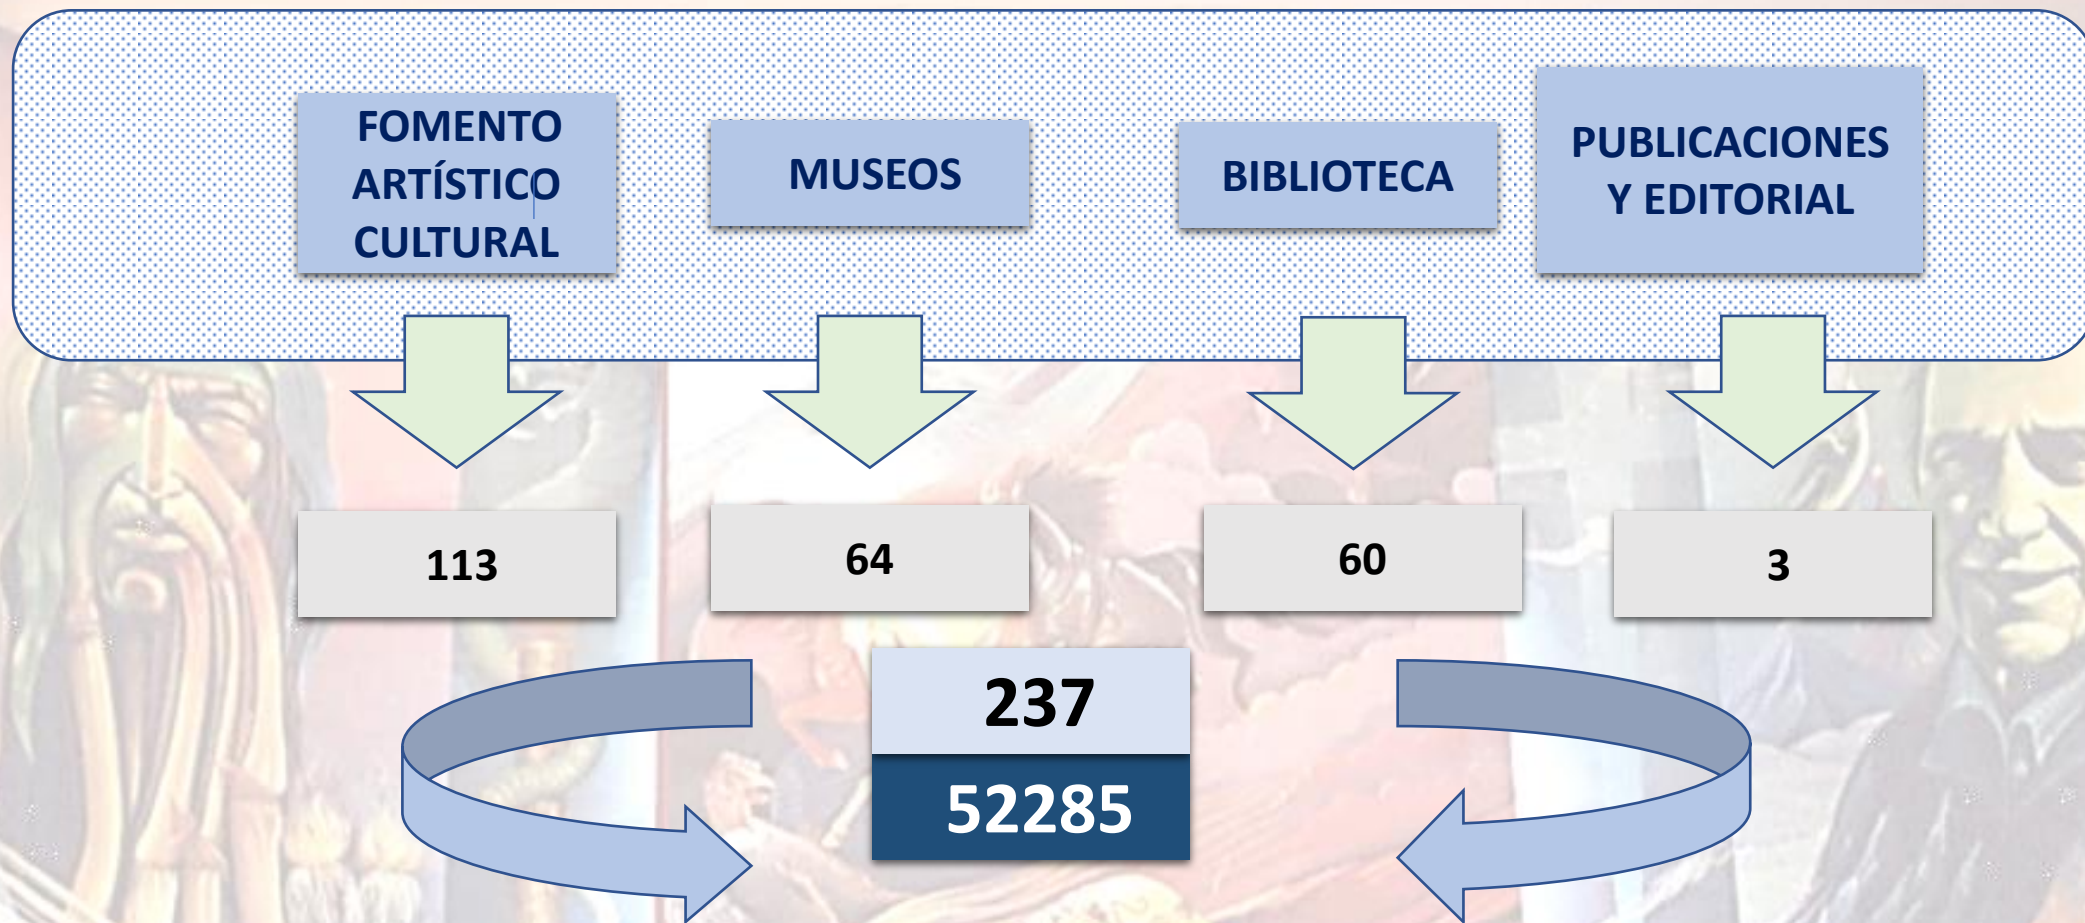 FOMENTO
ARTÍSTICO
CULTURAL
MUSEOS
BIBLIOTECA
PUBLICACIONES
Y EDITORIAL
113
64
60
3
237
52285